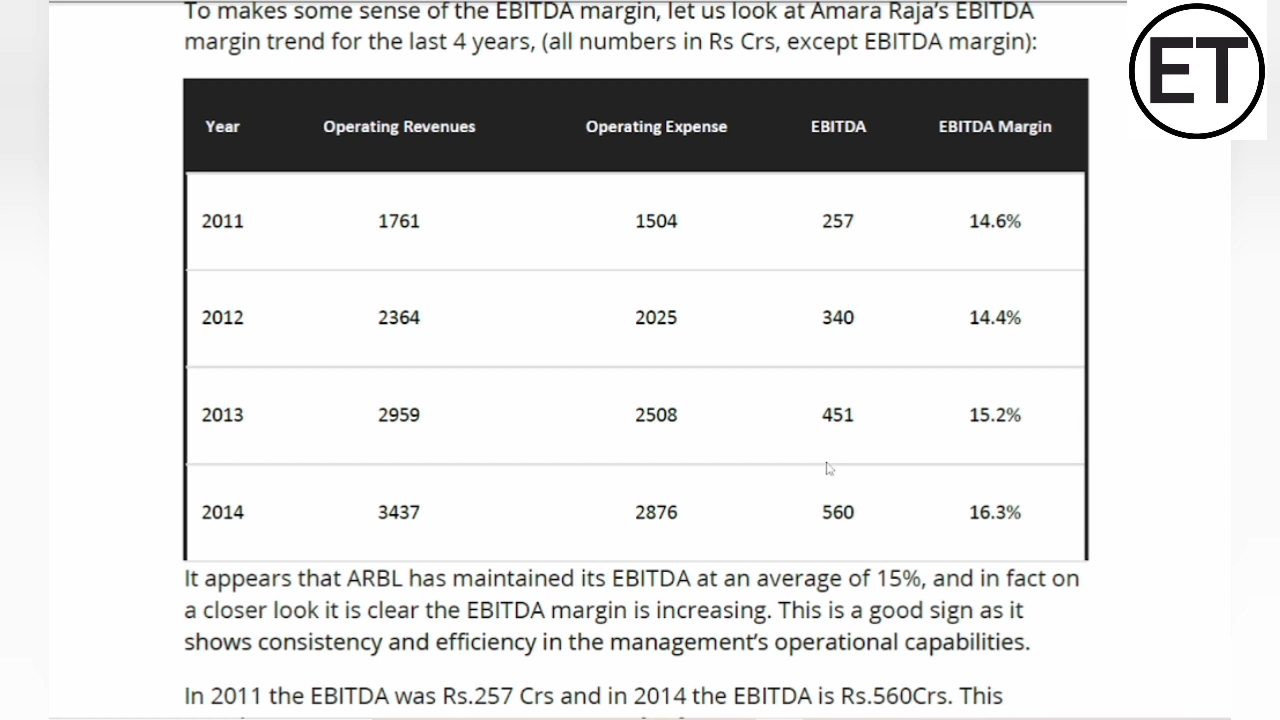 To makes some sense of the EBITDA margin, let us look at Amara Raja's EBITDA
margin trend for the last 4 years, (all numbers in Rs Crs, except EBITDA margin):
ET
Year Operating Revenues Operating Expense EBITDA EBITDA Margin
2011 1761 1504 257 14.6%
2012 2364 2025 340 14.4%
2013 2959 2508 451 15.2%
2014 3437 2876 560 16.3%
It appears that ARBL has maintained its EBITDA at an average of 15%, and in fact on
a closer look it is clear the EBITDA margin is increasing. This is a good sign as it
shows consistency and efficiency in the management's operational capabilities.
In 2011 the EBITDA was Rs.257 Crs and in 2014 the EBITDA is Rs.560Crs. This